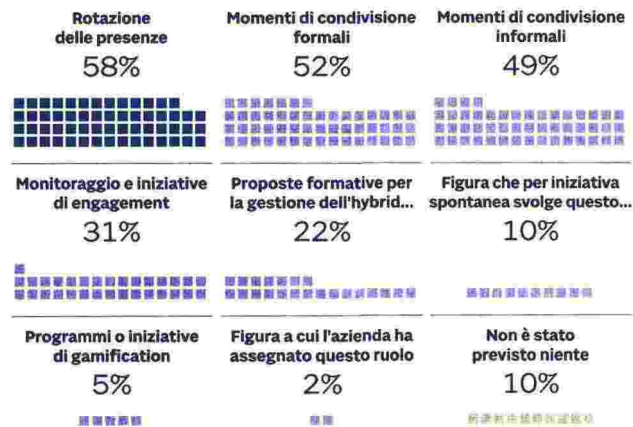 Rotazione
delle presenze
58%
Momenti di condivisione
formali
52%
Momenti di condivisione
informali
49%
Monitoraggio e iniziative
di engagement
31%
Proposte formative per
la gestione dell'hybrid...
22%
Figura che per iniziativa
spontanea svolge questo...
10%
Programmi o iniziative
di gamification
5%
Figura a cui l'azienda ha
assegnato questo ruolo
2%
Non è stato
previsto niente
10%